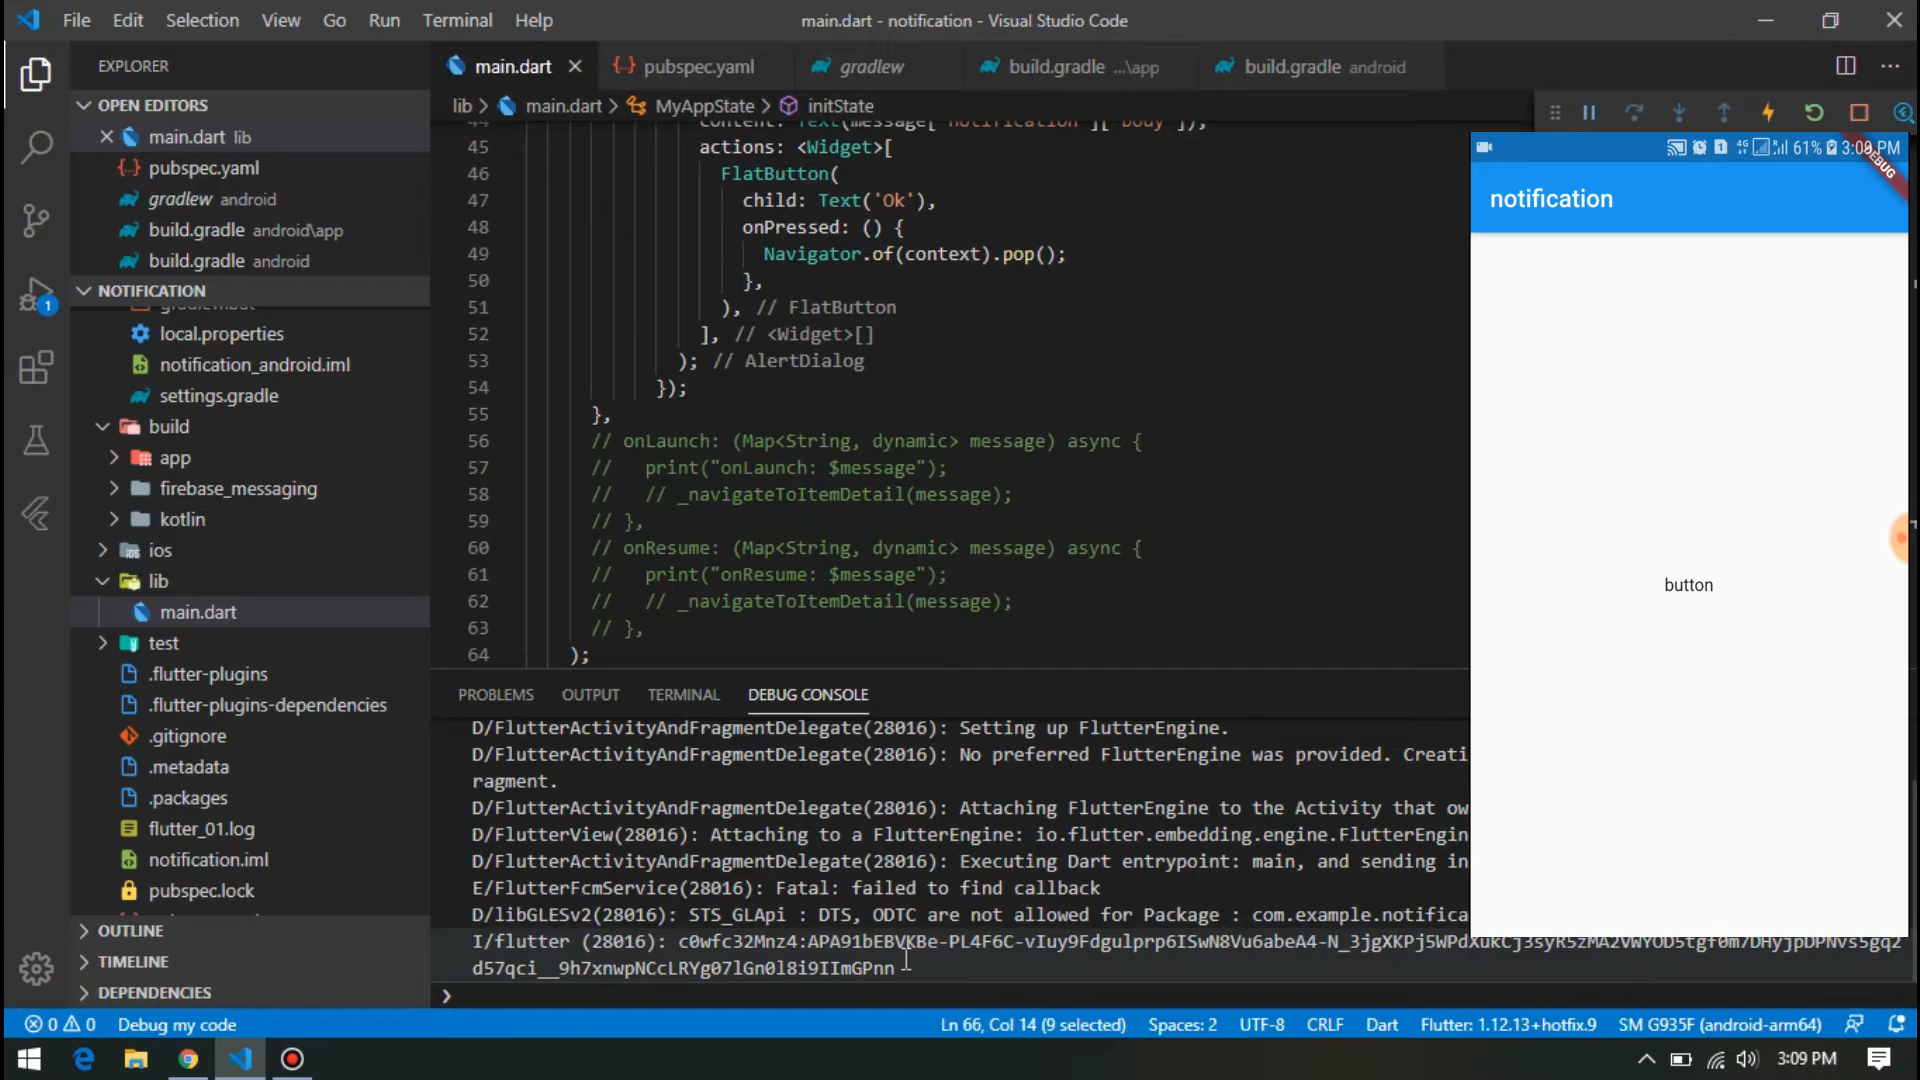 File Edit Selection View Go Run Terminal Help main.dart - notification - Visual Studio Code
EXPLORER
OPEN EDITORS
main.dart lib
pubspec.yaml
gradlew android
build.gradle android\app
build.gradle android
NOTIFICATION
local.properties
notification_android.iml
settings.gradle
build
app
firebase_messaging
kotlin
ios
lib
main.dart
test
.flutter-plugins
.flutter-plugins-dependencies
.gitignore
.metadata
.packages
flutter_01.log
notification.iml
pubspec.lock
OUTLINE
TIMELINE
DEPENDENCIES
1
main.dart pubspec.yaml gradlew build.gradle ...\app build.gradle android
lib > main.dart > MyAppState > initState
44 content: Text(message['notification']['body']),
45 actions: <Widget>[
46 FlatButton(
47 child: Text('Ok'),
48 onPressed: () {
49 Navigator.of(context).pop();
50 },
51 ), // FlatButton
52 ], // <Widget>[]
53 ); // AlertDialog
54 });
55 },
56 // onLaunch: (Map<String, dynamic> message) async {
57 //   print("onLaunch: $message");
58 //   // _navigateToItemDetail(message);
59 // },
60 // onResume: (Map<String, dynamic> message) async {
61 //   print("onResume: $message");
62 //   // _navigateToItemDetail(message);
63 // },
64 );
PROBLEMS OUTPUT TERMINAL DEBUG CONSOLE
D/FlutterActivityAndFragmentDelegate(28016): Setting up FlutterEngine.
D/FlutterActivityAndFragmentDelegate(28016): No preferred FlutterEngine was provided. Creati
ragment.
D/FlutterActivityAndFragmentDelegate(28016): Attaching FlutterEngine to the Activity that ow
D/FlutterView(28016): Attaching to a FlutterEngine: io.flutter.embedding.engine.FlutterEngin
D/FlutterActivityAndFragmentDelegate(28016): Executing Dart entrypoint: main, and sending in
E/FlutterFcmService(28016): Fatal: failed to find callback
D/libGLESv2(28016): STS_GLApi : DTS, ODTC are not allowed for Package : com.example.notifica
I/flutter (28016):
d57qci__9h7xnwpNCcLRYg07lGn0l8i9IImGPnn
61% 3:09 PM
DEBUG
notification
button
0 0 Debug my code Ln 66, Col 14 (9 selected) Spaces: 2 UTF-8 CRLF Dart Flutter: 1.12.13+hotfix.9 SM G935F (android-arm64)
3:09 PM